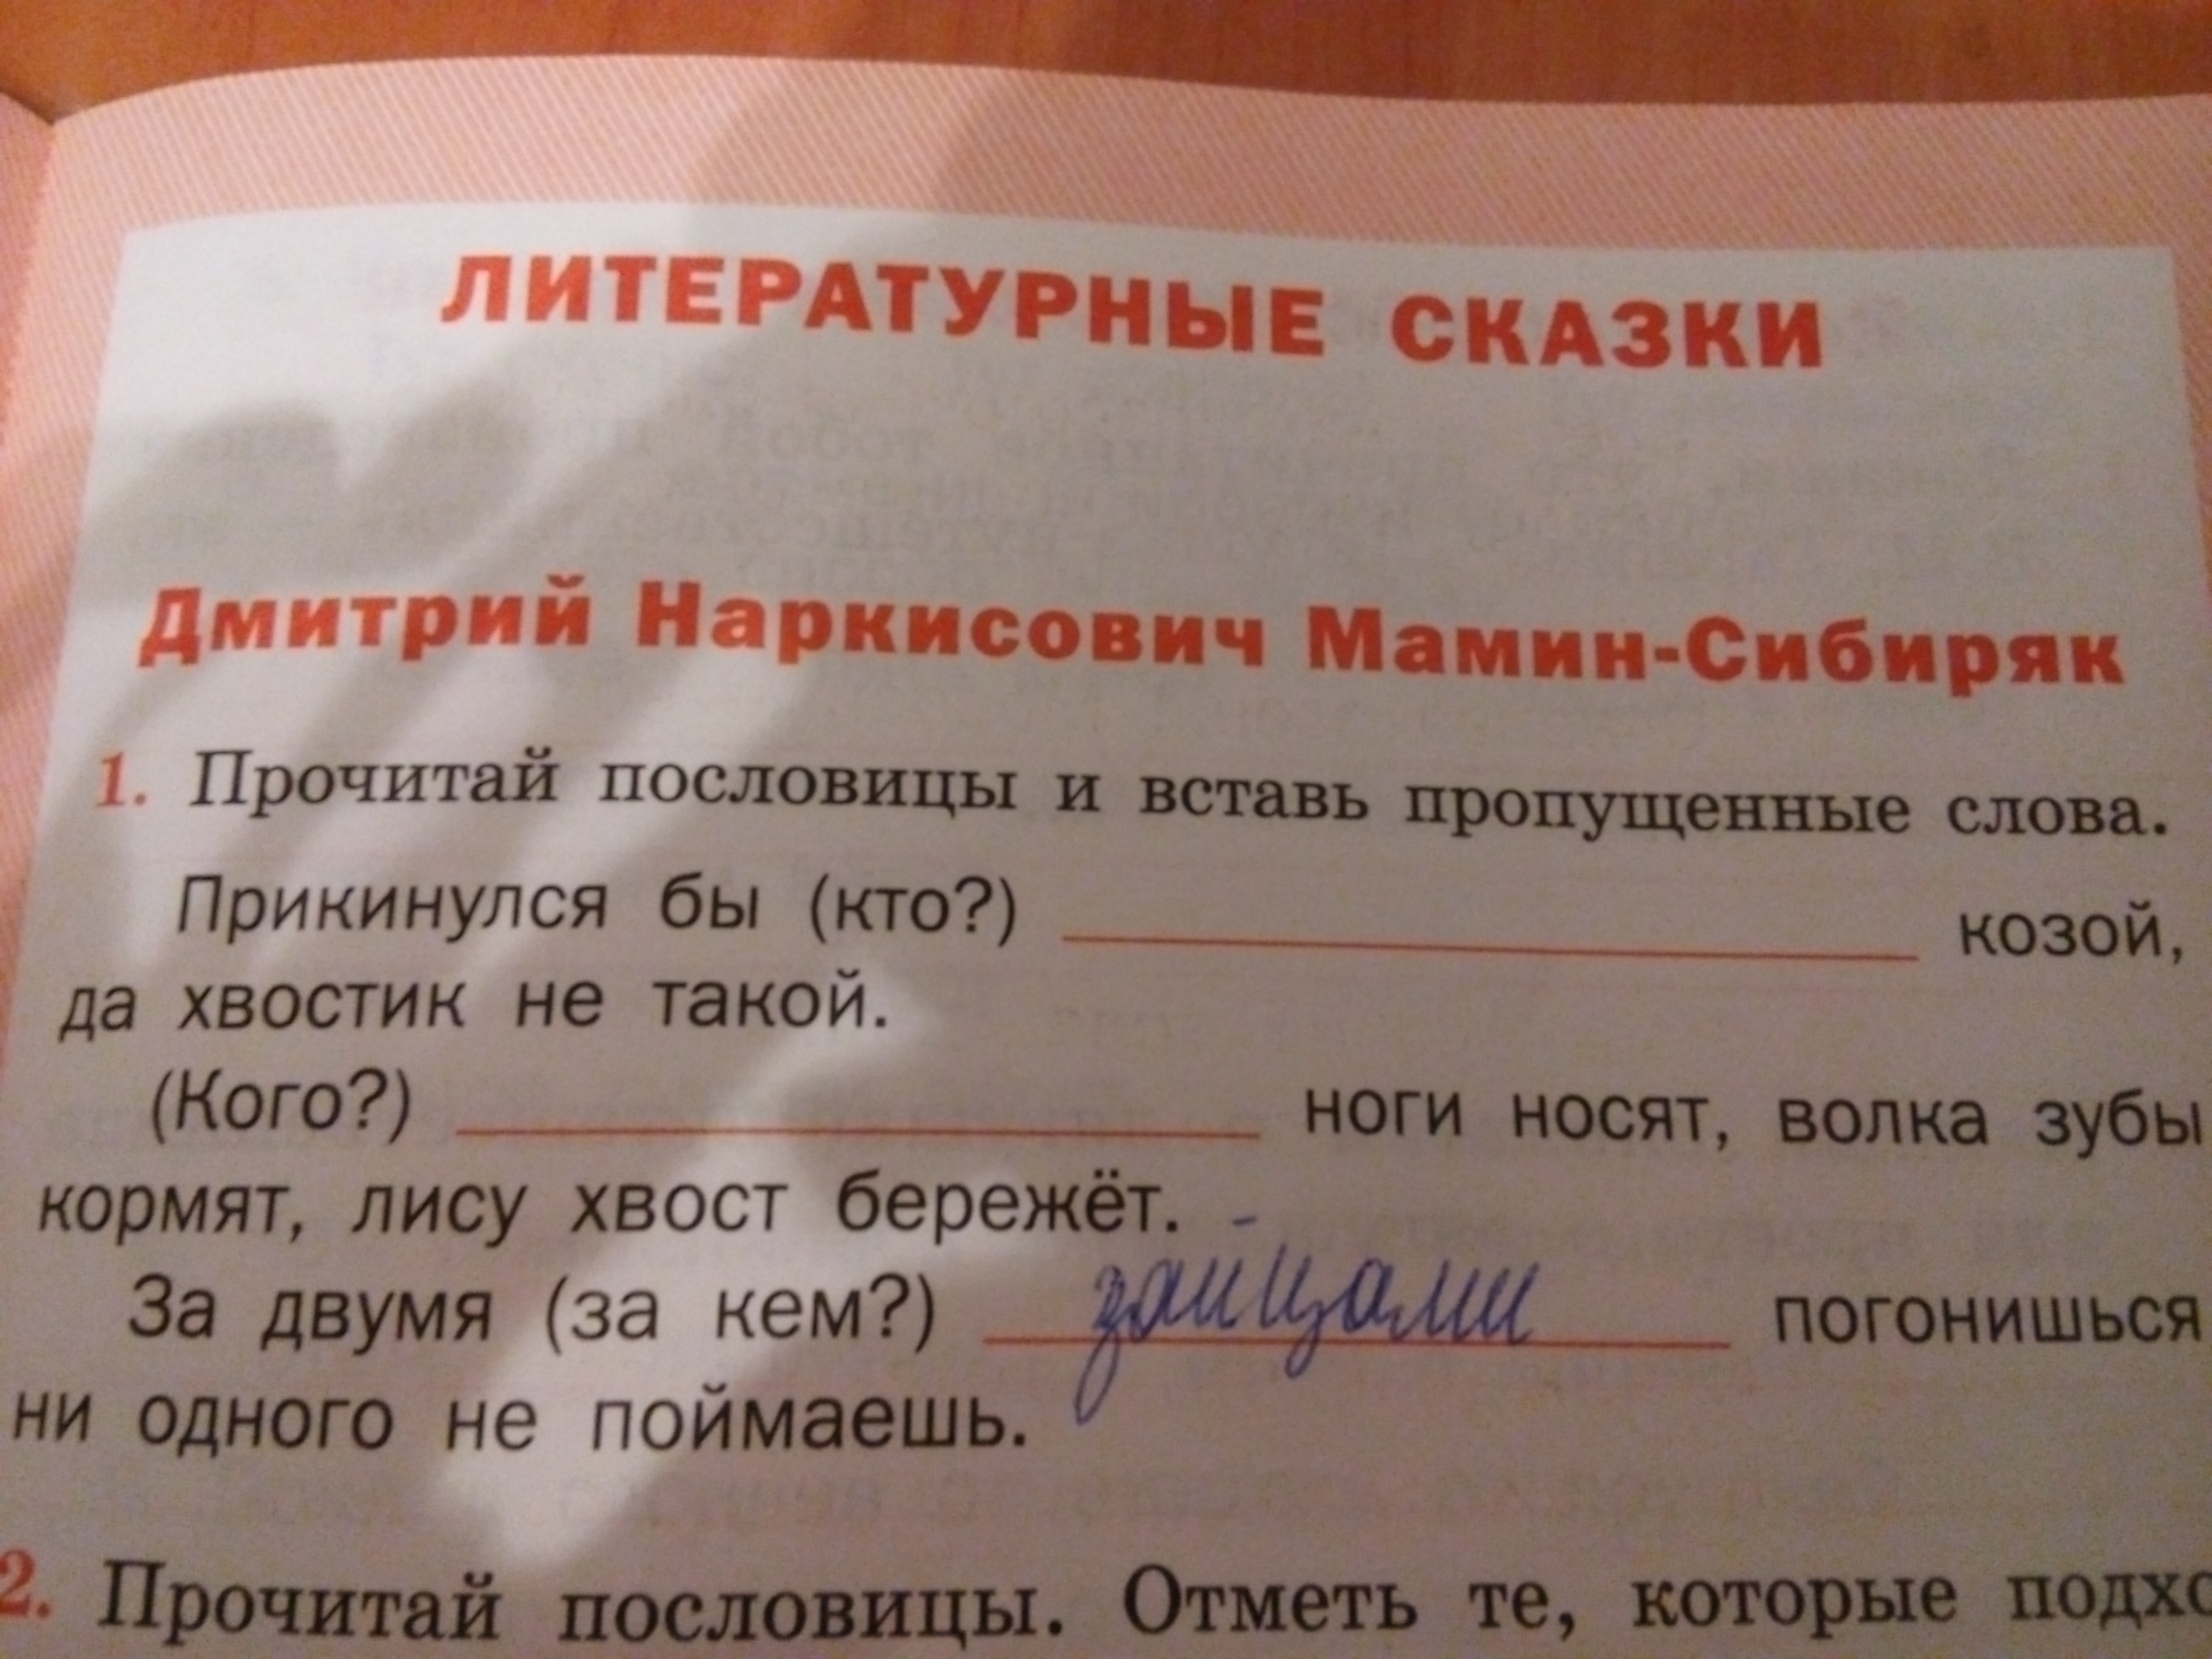 ЛИТЕРАТУРНЫЕ СКАЗКИ
Дмитрий Наркисович Мамин-Сибиряк
1. Прочитай пословицы и вставь пропущенные слова.
Прикинулся бы (кто?) козой,
да хвостик не такой.
(Кого?) ноги носят, волка зубы
кормят, лису хвост бережёт.
За двумя (за кем?) зайцами погонишься
ни одного не поймаешь.
2. Прочитай пословицы. Отметь те, которые подхо